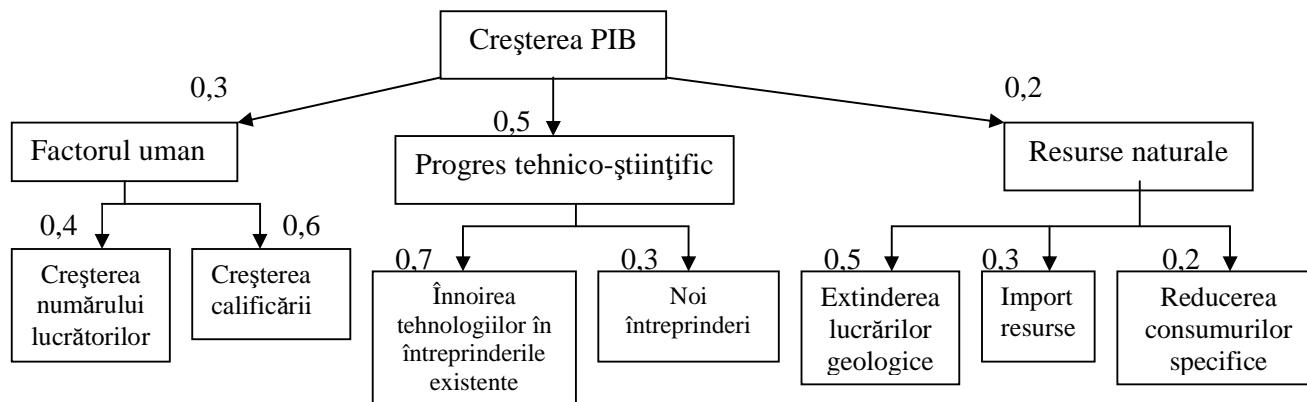 Creşterea PIB
0,3
0,5
0,2
Factorul uman
Progres tehnico-ştiinţific
Resurse naturale
0,4
0,6
0,7
0,3
0,5
0,3
0,2
Creşterea
numărului
lucrătorilor
Creşterea
calificării
Înnoirea
tehnologiilor în
întreprinderile
existente
Noi
întreprinderi
Extinderea
lucrărilor
geologice
Import
resurse
Reducerea
consumurilor
specifice